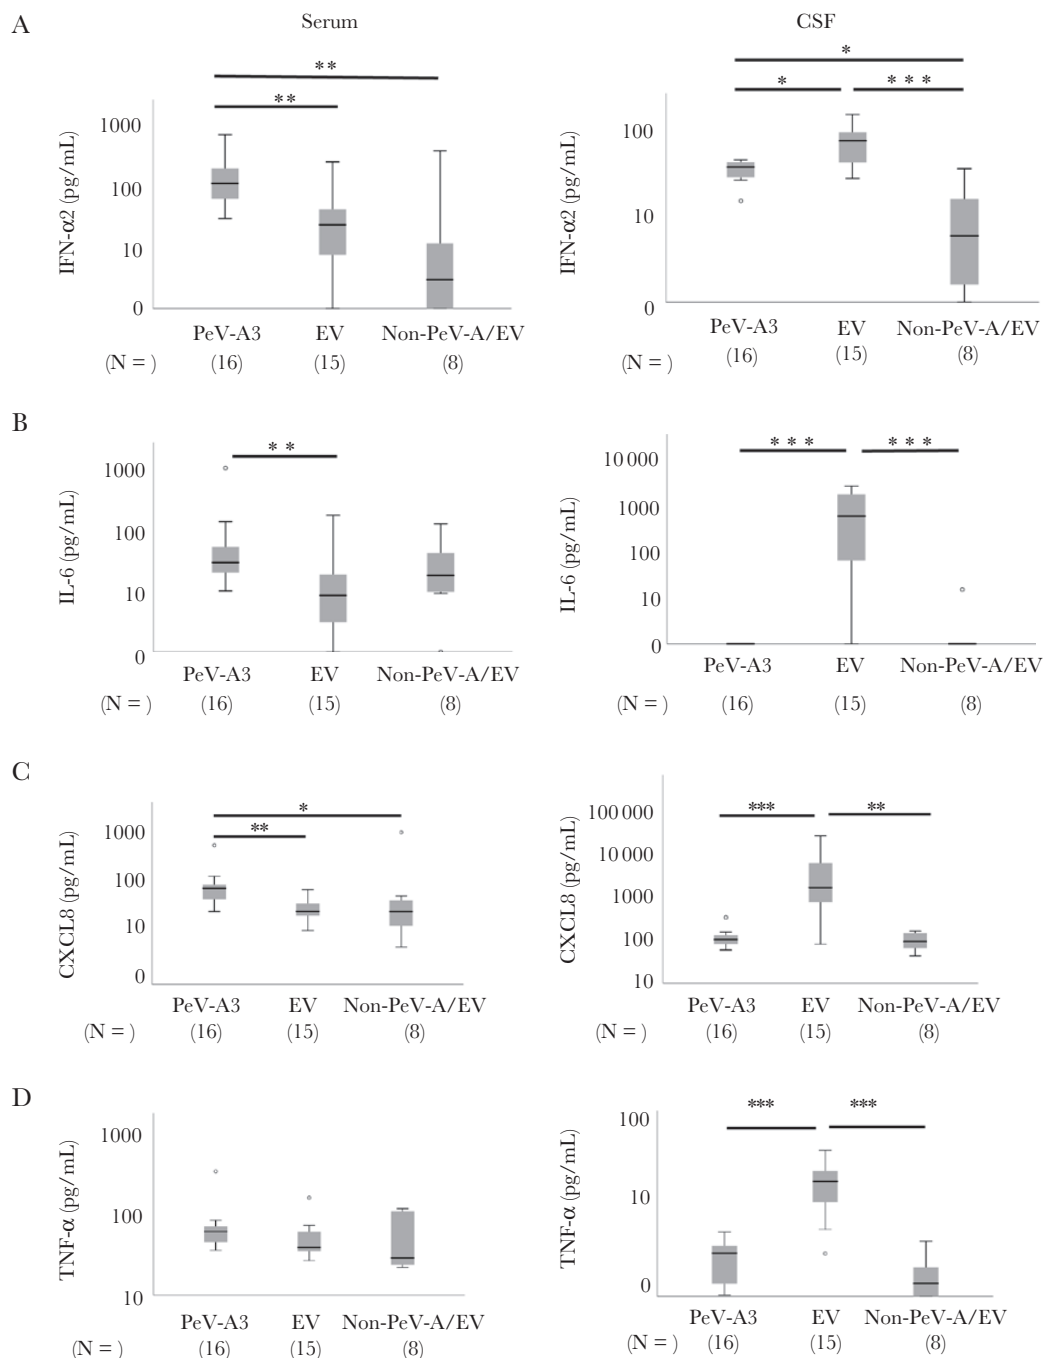 A
Serum
CSF
IFN-α2 (pg/mL)
1000
100
10
0
**
**
PeV-A3 EV Non-PeV-A/EV
(N = ) (16) (15) (8)
IFN-α2 (pg/mL)
100
10
0
*
* ***
PeV-A3 EV Non-PeV-A/EV
(N = ) (16) (15) (8)
B
IL-6 (pg/mL)
1000
100
10
0
**
PeV-A3 EV Non-PeV-A/EV
(N = ) (16) (15) (8)
IL-6 (pg/mL)
10 000
1000
100
10
0
*** ***
PeV-A3 EV Non-PeV-A/EV
(N = ) (16) (15) (8)
C
CXCL8 (pg/mL)
1000
100
10
0
*
**
PeV-A3 EV Non-PeV-A/EV
(N = ) (16) (15) (8)
CXCL8 (pg/mL)
100 000
10 000
1000
100
10
*** **
PeV-A3 EV Non-PeV-A/EV
(N = ) (16) (15) (8)
D
TNF-α (pg/mL)
1000
100
10
PeV-A3 EV Non-PeV-A/EV
(N = ) (16) (15) (8)
TNF-α (pg/mL)
100
10
0
*** ***
PeV-A3 EV Non-PeV-A/EV
(N = ) (16) (15) (8)